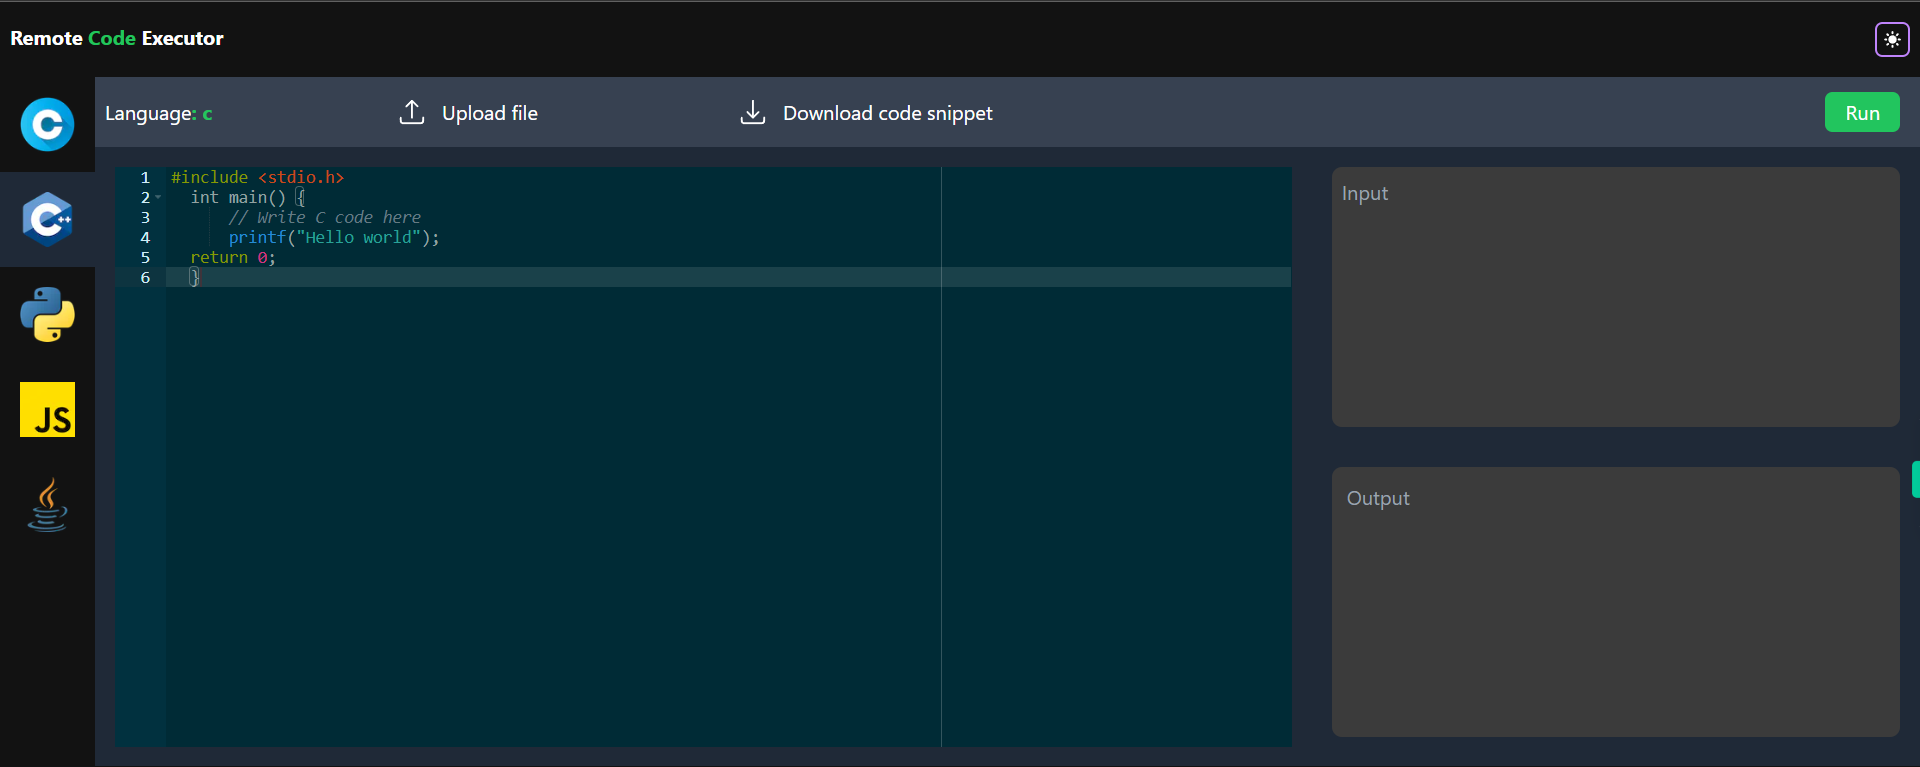 Remote Code Executor
C
Language: c
Upload file
Download code snippet
Run
C++
JS
1 #include <stdio.h>
2 int main() {
3 // Write C code here
4 printf("Hello world");
5 return 0;
6 }
Input
Output